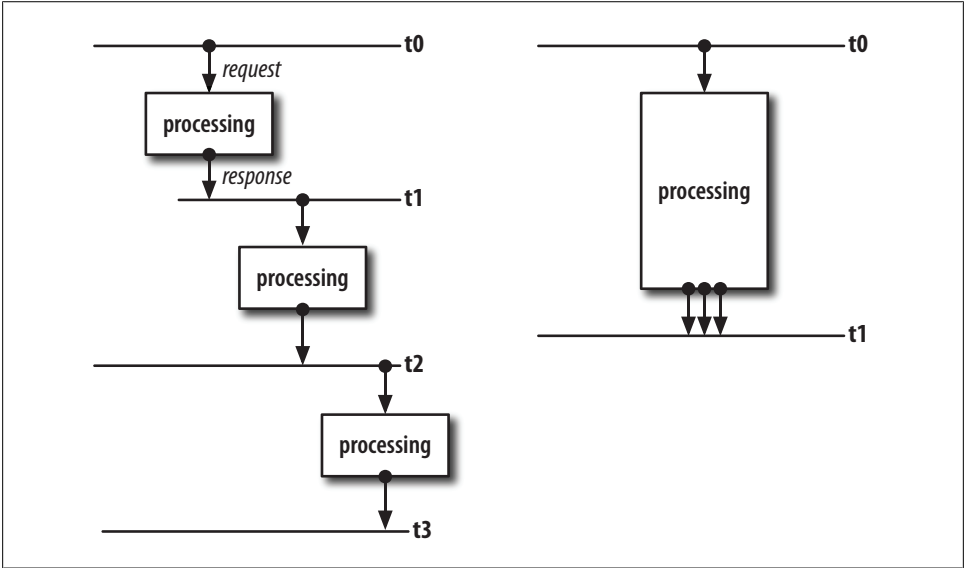 t0
request
processing
response
t1
processing
t2
processing
t3
t0
processing
t1